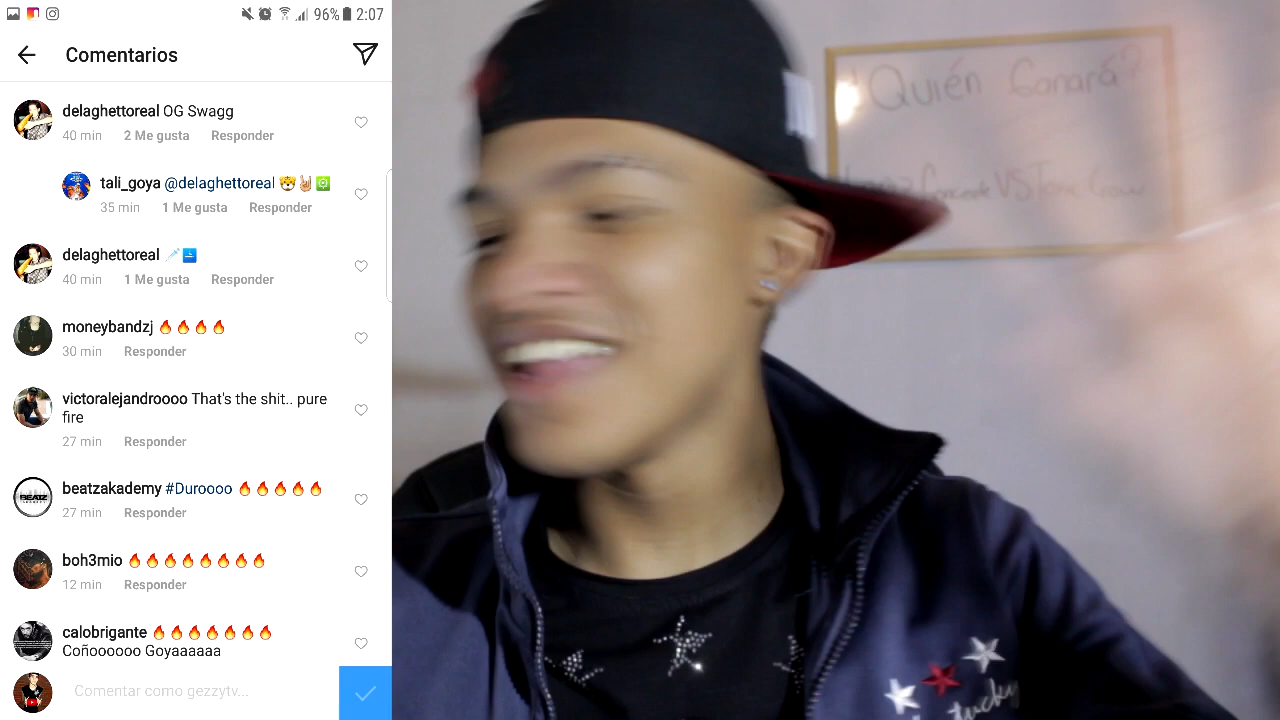 96% 2:07
Comentarios
delaghettoreal OG Swagg
40 min 2 Me gusta Responder
tali_goya @delaghettoreal 🐯🤘❇️
35 min 1 Me gusta Responder
delaghettoreal
40 min 1 Me gusta Responder
moneybandzj 🔥🔥🔥🔥
30 min Responder
victoralejandroooo That's the shit.. pure
fire
27 min Responder
beatzakademy #Duroooo 🔥🔥🔥🔥🔥
27 min Responder
boh3mio 🔥🔥🔥🔥🔥🔥🔥🔥
12 min Responder
calobrigante 🔥🔥🔥🔥🔥🔥🔥
Coñoooooo Goyaaaaaa
Comentar como gezzytv...
¿Quién Ganará?
VS